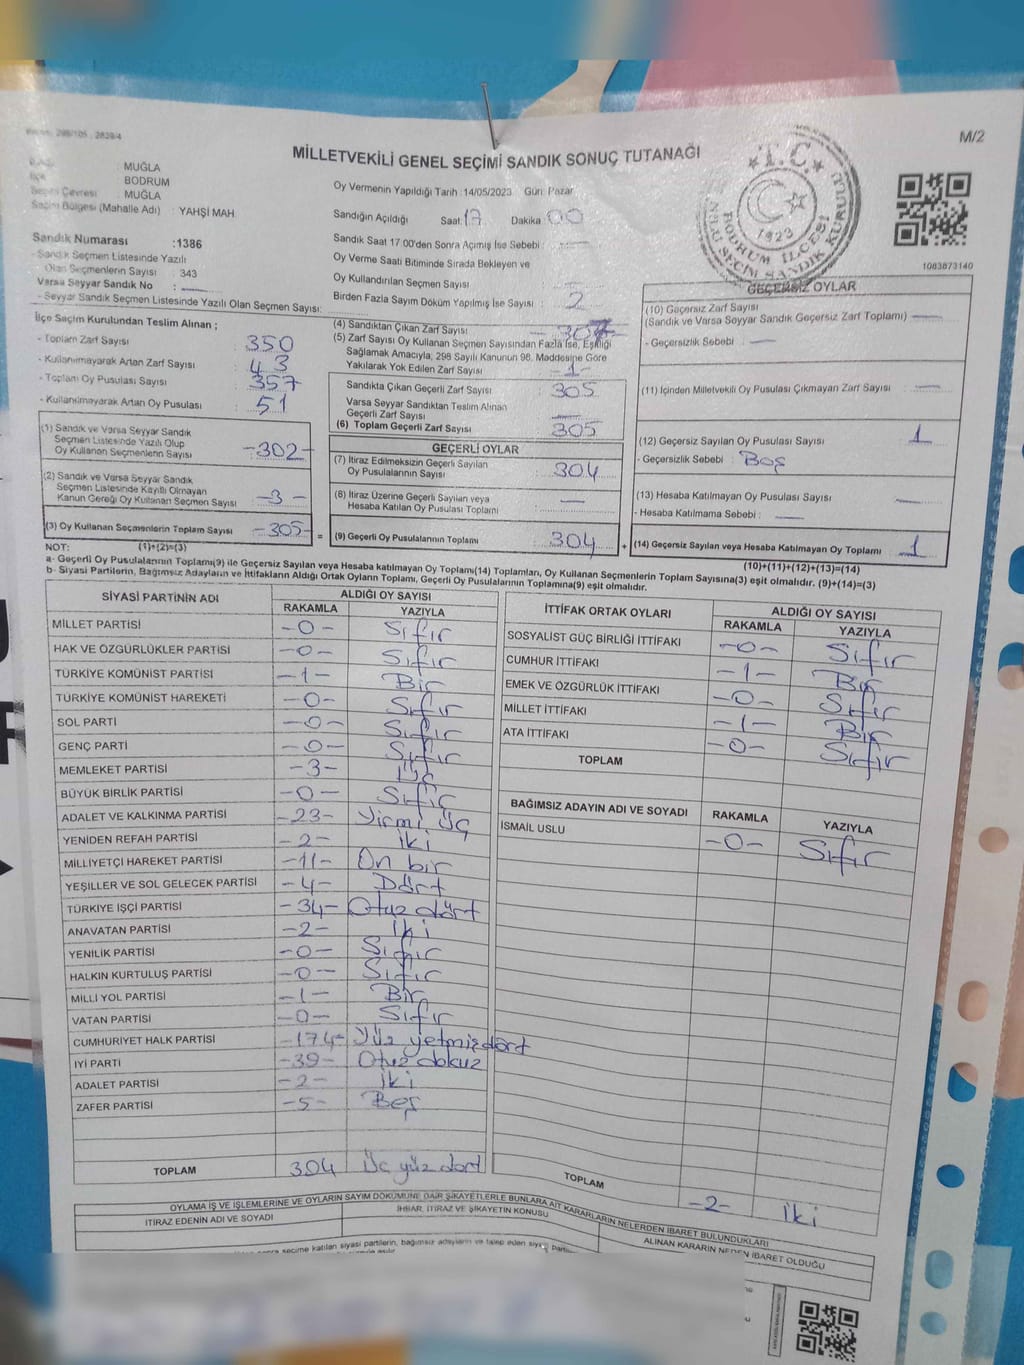 298/105 , 2839/4
M/2
MİLLETVEKİLİ GENEL SEÇİMİ SANDIK SONUÇ TUTANAĞI
: MUĞLA
İlçe : BODRUM
Seçim Çevresi : MUĞLA
Seçim Bölgesi (Mahalle Adı) : YAHŞİ MAH.
Sandık Numarası :1386
- Sandık Seçmen Listesinde Yazılı
Olan Seçmenlerin Sayısı : 343
Varsa Seyyar Sandık No :
- Seyyar Sandık Seçmen Listesinde Yazılı Olan Seçmen Sayısı:
Oy Vermenin Yapıldığı Tarih :14/05/2023 Gün: Pazar
Sandığın Açıldığı Saat:17 Dakika:00
Sandık Saat 17:00'den Sonra Açılmış İse Sebebi :
Oy Verme Saati Bitiminde Sırada Bekleyen ve
Oy Kullandırılan Seçmen Sayısı :
Birden Fazla Sayım Döküm Yapılmış İse Sayısı : 2
T.C.
BODRUM İLÇESİ
SEÇİM SANDIK KURULU
1923
1083873140
İlçe Seçim Kurulundan Teslim Alınan ;
- Toplam Zarf Sayısı : 350
- Kullanılmayarak Artan Zarf Sayısı : 43
- Toplam Oy Pusulası Sayısı : 357
- Kullanılmayarak Artan Oy Pusulası : 51
(1) Sandık ve Varsa Seyyar Sandık
Seçmen Listesinde Yazılı Olup
Oy Kullanan Seçmenlerin Sayısı -302-
(2) Sandık ve Varsa Seyyar Sandık
Seçmen Listesinde Kayıtlı Olmayan
Kanun Gereği Oy Kullanan Seçmen Sayısı -3-
(3) Oy Kullanan Seçmenlerin Toplam Sayısı -305- =
(1)+(2)=(3)
(4) Sandıktan Çıkan Zarf Sayısı
(5) Zarf Sayısı Oy Kullanan Seçmen Sayısından Fazla İse, Eşitliği
Sağlamak Amacıyla, 298 Sayılı Kanunun 98. Maddesine Göre
Yakılarak Yok Edilen Zarf Sayısı -1-
Sandıkta Çıkan Geçerli Zarf Sayısı : 305
Varsa Seyyar Sandıktan Teslim Alınan
Geçerli Zarf Sayısı :
(6) Toplam Geçerli Zarf Sayısı : 305
GEÇERLİ OYLAR
(7) İtiraz Edilmeksizin Geçerli Sayılan
Oy Pusulalarının Sayısı : 304
(8) İtiraz Üzerine Geçerli Sayılan veya
Hesaba Katılan Oy Pusulası Toplamı :
(9) Geçerli Oy Pusulalarının Toplamı : 304 +
GEÇERSİZ OYLAR
(10) Geçersiz Zarf Sayısı
(Sandık ve Varsa Seyyar Sandık Geçersiz Zarf Toplamı)
- Geçersizlik Sebebi :
(11) İçinden Milletvekili Oy Pusulası Çıkmayan Zarf Sayısı :
(12) Geçersiz Sayılan Oy Pusulası Sayısı : 1
- Geçersizlik Sebebi : Boş
(13) Hesaba Katılmayan Oy Pusulası Sayısı :
- Hesaba Katılmama Sebebi :
(14) Geçersiz Sayılan veya Hesaba Katılmayan Oy Toplamı 1
(10)+(11)+(12)+(13)=(14)
NOT:
a- Geçerli Oy Pusulalarının Toplamı(9) ile Geçersiz Sayılan veya Hesaba katılmayan Oy Toplamı(14) Toplamları, Oy Kullanan Seçmenlerin Toplam Sayısına(3) eşit olmalıdır. (9)+(14)=(3)
b- Siyasi Partilerin, Bağımsız Adayların ve İttifakların Aldığı Ortak Oyların Toplamı, Geçerli Oy Pusulalarının Toplamına(9) eşit olmalıdır.
SİYASİ PARTİNİN ADI ALDIĞI OY SAYISI
RAKAMLA YAZIYLA
MİLLET PARTİSİ -0- Sıfır
HAK VE ÖZGÜRLÜKLER PARTİSİ -0- Sıfır
TÜRKİYE KOMÜNİST PARTİSİ -1- Bir
TÜRKİYE KOMÜNİST HAREKETİ -0- Sıfır
SOL PARTİ -0- Sıfır
GENÇ PARTİ -0- Sıfır
MEMLEKET PARTİSİ -3- Üç
BÜYÜK BİRLİK PARTİSİ -0- Sıfır
ADALET VE KALKINMA PARTİSİ -23- Yirmi üç
YENİDEN REFAH PARTİSİ -2- İki
MİLLİYETÇİ HAREKET PARTİSİ -11- On bir
YEŞİLLER VE SOL GELECEK PARTİSİ -4- Dört
TÜRKİYE İŞÇİ PARTİSİ -34- Otuz dört
ANAVATAN PARTİSİ -2- İki
YENİLİK PARTİSİ -0- Sıfır
HALKIN KURTULUŞ PARTİSİ -0- Sıfır
MİLLİ YOL PARTİSİ -1- Bir
VATAN PARTİSİ -0- Sıfır
CUMHURİYET HALK PARTİSİ -174- Yüz yetmiş dört
İYİ PARTİ -39- Otuz dokuz
ADALET PARTİSİ -2- İki
ZAFER PARTİSİ -5- Beş
TOPLAM 304 Üç yüz dört
İTTİFAK ORTAK OYLARI ALDIĞI OY SAYISI
RAKAMLA YAZIYLA
SOSYALİST GÜÇ BİRLİĞİ İTTİFAKI -0- Sıfır
CUMHUR İTTİFAKI -1- Bir
EMEK VE ÖZGÜRLÜK İTTİFAKI -0- Sıfır
MİLLET İTTİFAKI -1- Bir
ATA İTTİFAKI -0- Sıfır
TOPLAM
BAĞIMSIZ ADAYIN ADI VE SOYADI RAKAMLA YAZIYLA
İSMAİL USLU -0- Sıfır
TOPLAM -2- İki
OYLAMA İŞ VE İŞLEMLERİNE VE OYLARIN SAYIM DÖKÜMÜNE DAİR ŞİKAYETLERLE BUNLARA AİT KARARLARIN NELERDEN İBARET BULUNDUKLARI
İTİRAZ EDENİN ADI VE SOYADI
İHBAR, İTİRAZ VE ŞİKAYETİN KONUSU
ALINAN KARARIN NEDEN İBARET OLDUĞU
sonra seçime katılan siyasi partilerin, bağımsız adayların ve talep eden siyasi